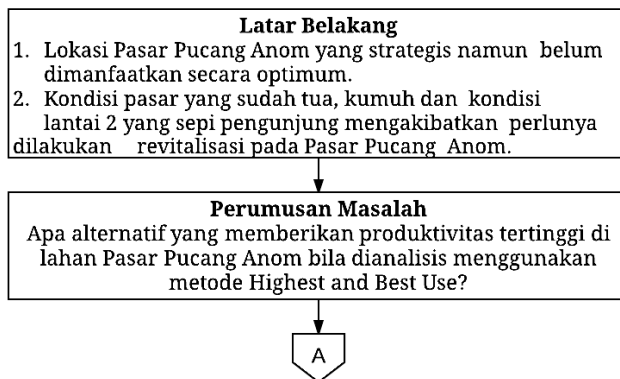 Latar Belakang
1. Lokasi Pasar Pucang Anom yang strategis namun belum
dimanfaatkan secara optimum.
2. Kondisi pasar yang sudah tua, kumuh dan kondisi
lantai 2 yang sepi pengunjung mengakibatkan perlunya
dilakukan revitalisasi pada Pasar Pucang Anom.
Perumusan Masalah
Apa alternatif yang memberikan produktivitas tertinggi di
lahan Pasar Pucang Anom bila dianalisis menggunakan
metode Highest and Best Use?
A